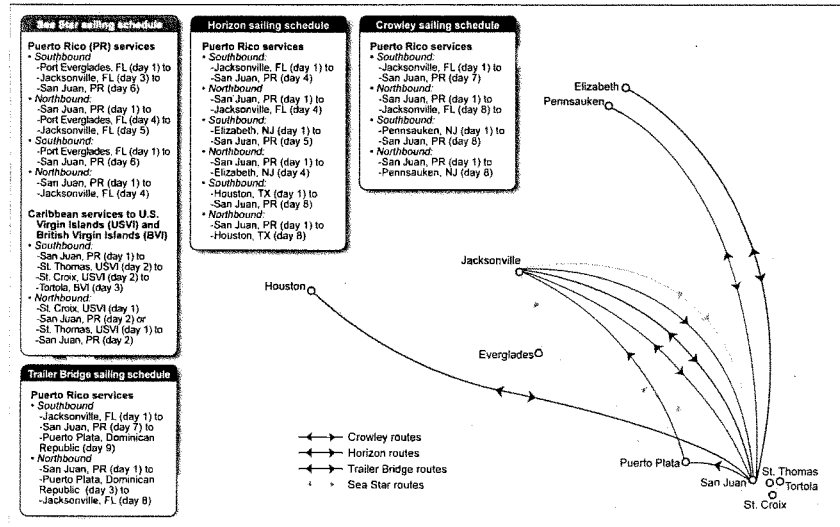 Sea Star sailing schedule
Puerto Rico (PR) services
• Southbound
-Port Everglades, FL (day 1) to
-Jacksonville, FL (day 3) to
-San Juan, PR (day 6)
• Northbound:
-San Juan, PR (day 1) to
-Port Everglades, FL (day 4) to
-Jacksonville, FL (day 5)
• Southbound:
-Port Everglades, FL (day 1) to
-San Juan, PR (day 6)
• Northbound:
-San Juan, PR (day 1) to
-Jacksonville, FL (day 4)
Caribbean services to U.S.
Virgin Islands (USVI) and
British Virgin Islands (BVI)
• Southbound:
-San Juan, PR (day 1) to
-St. Thomas, USVI (day 2) to
-St. Croix, USVI (day 2) to
-Tortola, BVI (day 3)
• Northbound:
-St. Croix, USVI (day 1)
-San Juan, PR (day 2) or
-St. Thomas, USVI (day 1) to
-San Juan, PR (day 2)
Trailer Bridge sailing schedule
Puerto Rico services
• Southbound
-Jacksonville, FL (day 1) to
-San Juan, PR (day 7) to
-Puerto Plata, Dominican
Republic (day 9)
• Northbound
-San Juan, PR (day 1) to
-Puerto Plata, Dominican
Republic (day 3) to
-Jacksonville, FL (day 8)
Horizon sailing schedule
Puerto Rico services
• Southbound:
-Jacksonville, FL (day 1) to
-San Juan, PR (day 4)
• Northbound
-San Juan, PR (day 1) to
-Jacksonville, FL (day 4)
• Southbound:
-Elizabeth, NJ (day 1) to
-San Juan, PR (day 5)
• Northbound:
-San Juan, PR (day 1) to
-Elizabeth, NJ (day 4)
• Southbound:
-Houston, TX (day 1) to
-San Juan, PR (day 8)
• Northbound:
-San Juan, PR (day 1) to
-Houston, TX (day 8)
Crowley sailing schedule
Puerto Rico services
• Southbound:
-Jacksonville, FL (day 1) to
-San Juan, PR (day 7)
• Northbound:
-San Juan, PR (day 1) to
-Jacksonville, FL (day 8) to
• Southbound:
-Pennsauken, NJ (day 1) to
-San Juan, PR (day 8)
• Northbound:
-San Juan, PR (day 1) to
-Pennsauken, NJ (day 8)
Elizabeth
Pennsauken
Jacksonville
Houston
Everglades
Puerto Plata
San Juan
St. Thomas
Tortola
St. Croix
Crowley routes
Horizon routes
Trailer Bridge routes
Sea Star routes